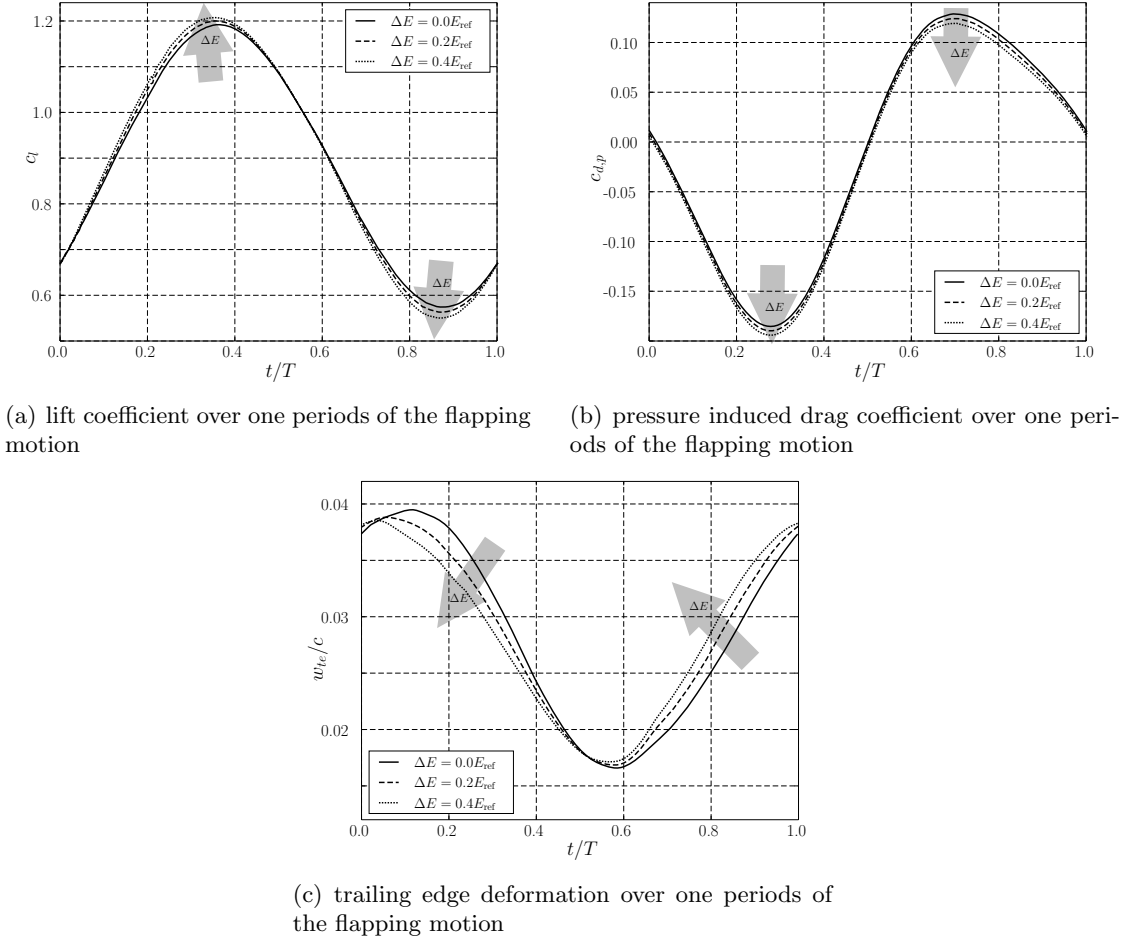 1.2
1.0
0.8
0.6
c_l
ΔE
ΔE
ΔE = 0.0E_ref
ΔE = 0.2E_ref
ΔE = 0.4E_ref
0.0 0.2 0.4 0.6 0.8 1.0
t/T
(a) lift coefficient over one periods of the flapping
motion
0.10
0.05
0.00
-0.05
-0.10
-0.15
c_{d,p}
ΔE
ΔE
ΔE = 0.0E_ref
ΔE = 0.2E_ref
ΔE = 0.4E_ref
0.0 0.2 0.4 0.6 0.8 1.0
t/T
(b) pressure induced drag coefficient over one peri-
ods of the flapping motion
0.04
0.03
0.02
w_{te}/c
ΔE
ΔE
ΔE = 0.0E_ref
ΔE = 0.2E_ref
ΔE = 0.4E_ref
0.0 0.2 0.4 0.6 0.8 1.0
t/T
(c) trailing edge deformation over one periods of
the flapping motion